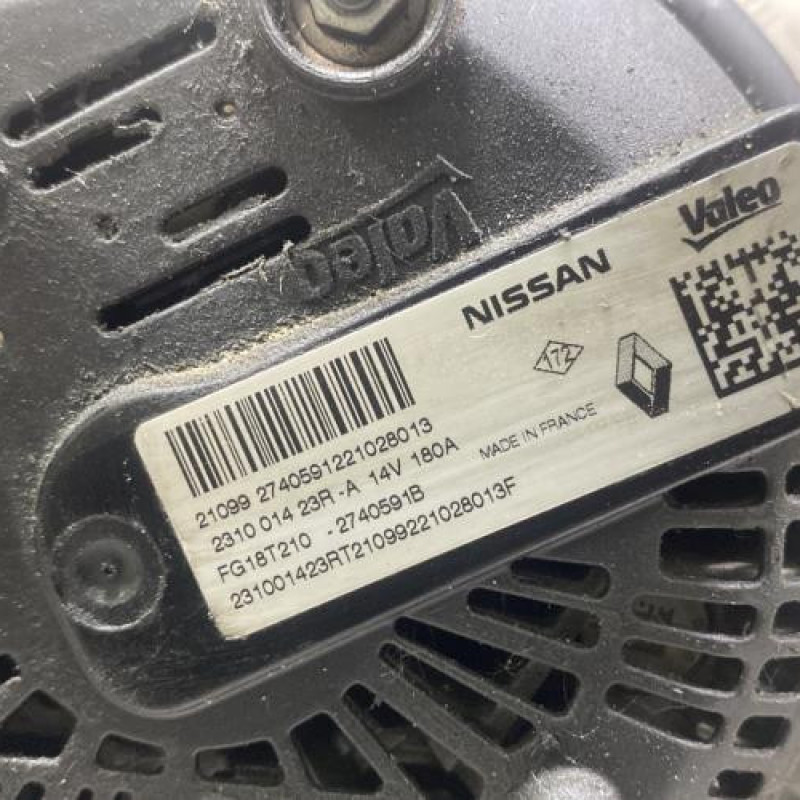 Valeo
Valeo
NISSAN
172
MADE IN FRANCE
21099 2740591221028013
2310 014 23R -A 14V 180A
FG18T210 - 2740591B
231001423RT21099221028013F